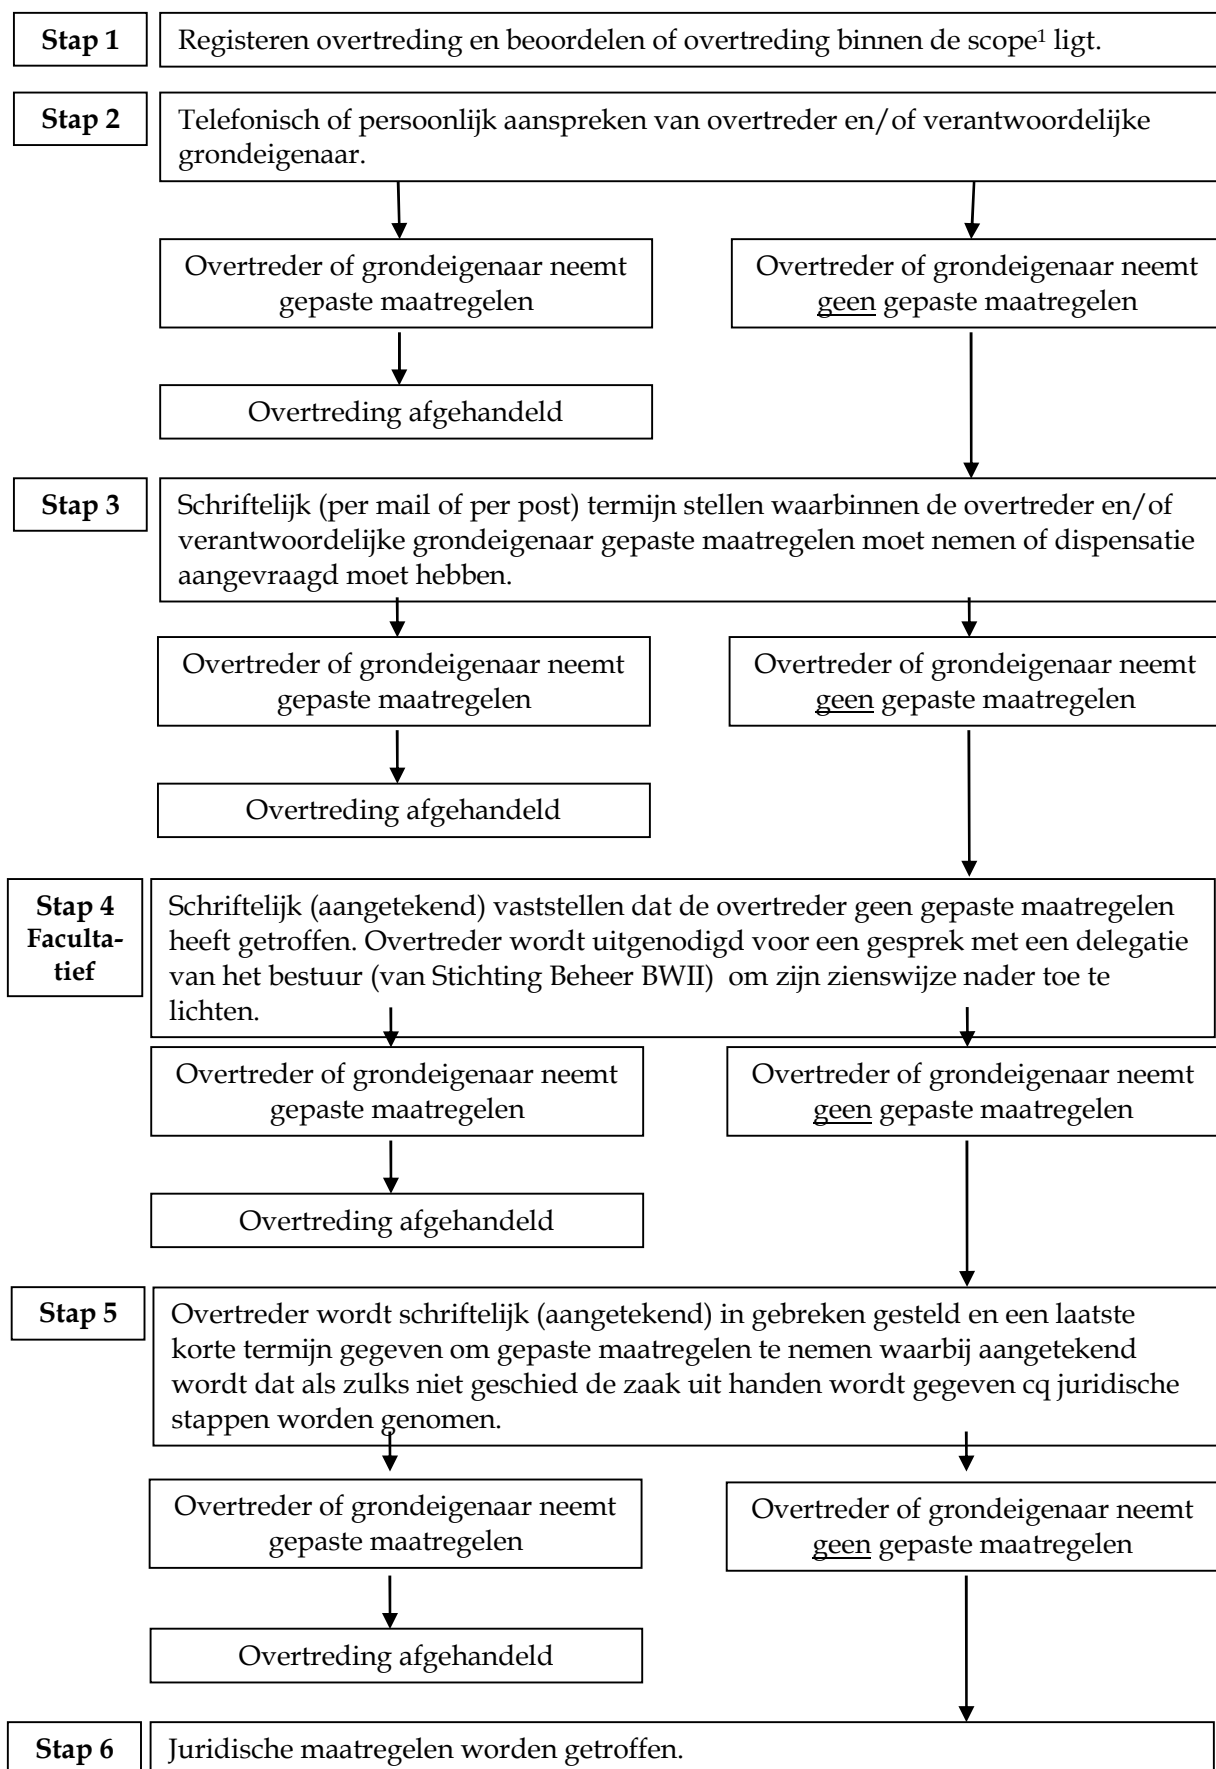 Stap 1
Registeren overtreding en beoordelen of overtreding binnen de scope¹ ligt.
Stap 2
Telefonisch of persoonlijk aanspreken van overtreder en/of verantwoordelijke
grondeigenaar.
Overtreder of grondeigenaar neemt
gepaste maatregelen
Overtreder of grondeigenaar neemt
geen gepaste maatregelen
Overtreding afgehandeld
Stap 3
Schriftelijk (per mail of per post) termijn stellen waarbinnen de overtreder en/of
verantwoordelijke grondeigenaar gepaste maatregelen moet nemen of dispensatie
aangevraagd moet hebben.
Overtreder of grondeigenaar neemt
gepaste maatregelen
Overtreder of grondeigenaar neemt
geen gepaste maatregelen
Overtreding afgehandeld
Stap 4
Faculta-
tief
Schriftelijk (aangetekend) vaststellen dat de overtreder geen gepaste maatregelen
heeft getroffen. Overtreder wordt uitgenodigd voor een gesprek met een delegatie
van het bestuur (van Stichting Beheer BWII) om zijn zienswijze nader toe te
lichten.
Overtreder of grondeigenaar neemt
gepaste maatregelen
Overtreder of grondeigenaar neemt
geen gepaste maatregelen
Overtreding afgehandeld
Stap 5
Overtreder wordt schriftelijk (aangetekend) in gebreken gesteld en een laatste
korte termijn gegeven om gepaste maatregelen te nemen waarbij aangetekend
wordt dat als zulks niet geschied de zaak uit handen wordt gegeven cq juridische
stappen worden genomen.
Overtreder of grondeigenaar neemt
gepaste maatregelen
Overtreder of grondeigenaar neemt
geen gepaste maatregelen
Overtreding afgehandeld
Stap 6
Juridische maatregelen worden getroffen.